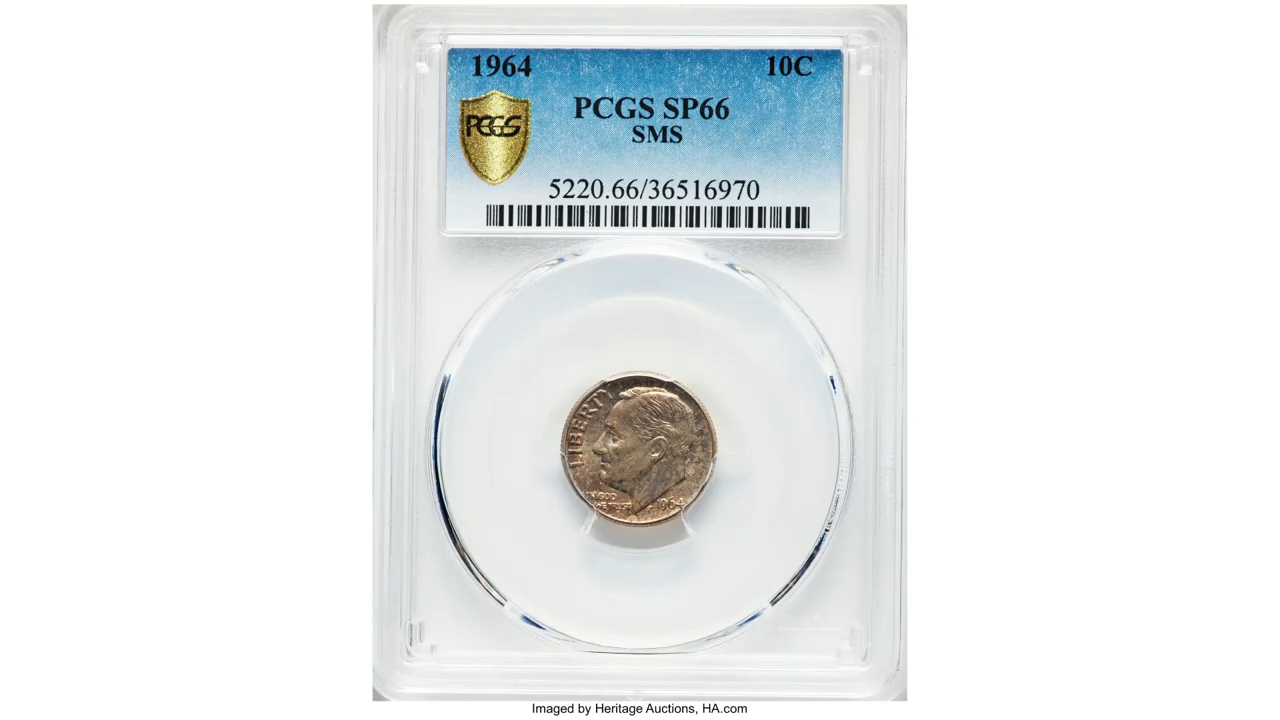 1964 10C
PCGS SP66
PCGS
SMS
5220.66/36516970
LIBERTY
IN GOD
WE TRUST
1964
Imaged by Heritage Auctions, HA.com